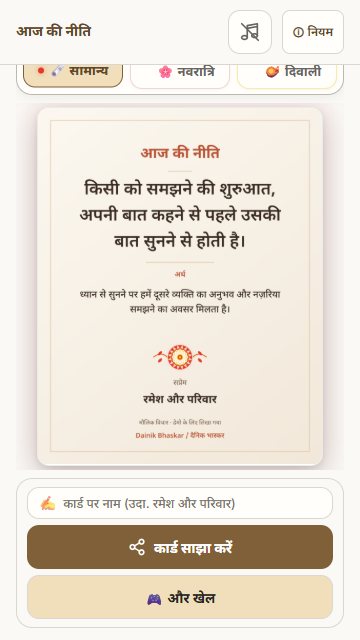 आज की नीति
नियम
सामान्य
नवरात्रि
दिवाली
आज की नीति
किसी को समझने की शुरुआत,
अपनी बात कहने से पहले उसकी
बात सुनने से होती है।
अर्थ
ध्यान से सुनने पर हमें दूसरे व्यक्ति का अनुभव और नज़रिया
समझने का अवसर मिलता है।
सप्रेम
रमेश और परिवार
मौलिक विचार · ढेमो के लिए लिखा गया
Dainik Bhaskar / दैनिक भास्कर
कार्ड पर नाम (उदा. रमेश और परिवार)
कार्ड साझा करें
और खेल